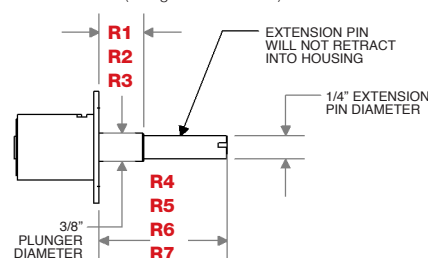 R1
R2
R3
EXTENSION PIN
WILL NOT RETRACT
INTO HOUSING
1/4" EXTENSION
PIN DIAMETER
R4
R5
R6
R7
3/8"
PLUNGER
DIAMETER